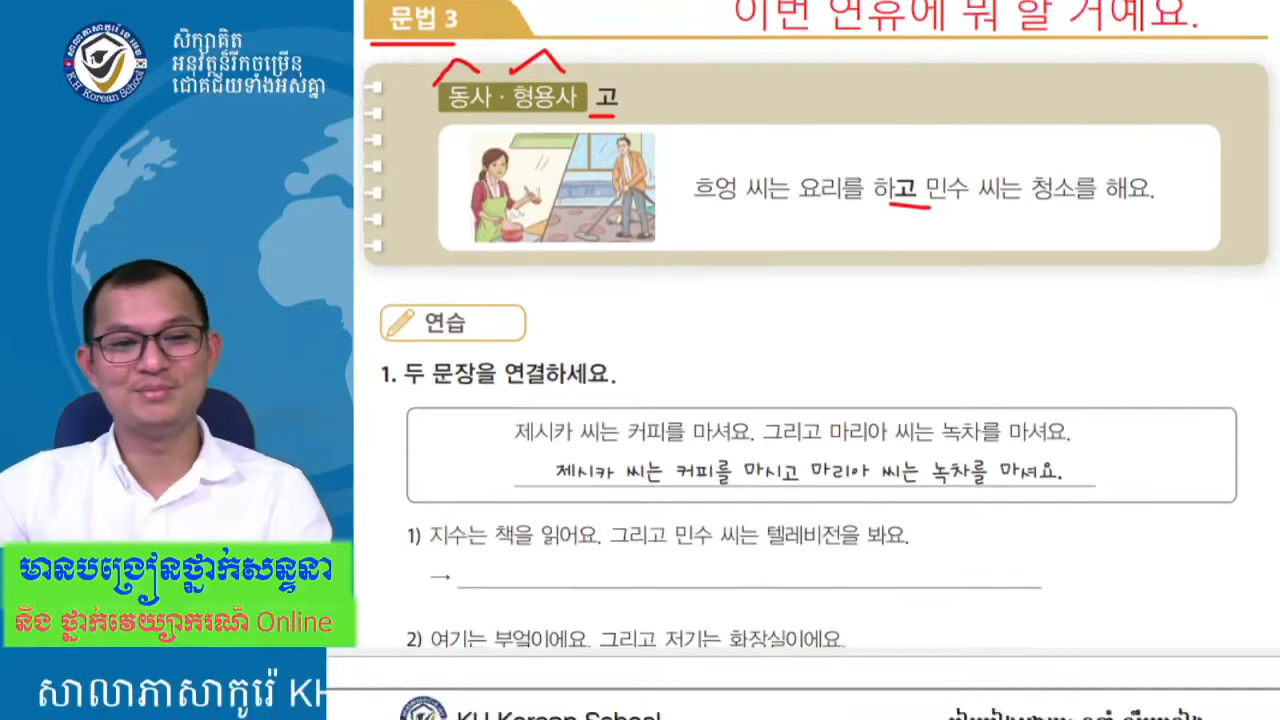 문법 3
이번 연휴에 뭐 할 거예요.
សិក្សាគិត
អនុវត្តន៏រីកចម្រើន
ជោគជ័យទាំងអស់គ្នា
សាលាភាសាកូរ៉េ ខេ អេច
K.H Korean School
동사 · 형용사 고
흐엉 씨는 요리를 하고 민수 씨는 청소를 해요.
연습
1. 두 문장을 연결하세요.
제시카 씨는 커피를 마셔요. 그리고 마리아 씨는 녹차를 마셔요.
제시카 씨는 커피를 마시고 마리아 씨는 녹차를 마셔요.
1) 지수는 책을 읽어요. 그리고 민수 씨는 텔레비전을 봐요.
→
2) 여기는 부엌이에요. 그리고 저기는 화장실이에요.
មានបង្រៀនថ្នាក់សន្ទនា
និង ថ្នាក់វេយ្យាករណ៍ Online
សាលាភាសាកូរ៉េ KH
KH Korean School